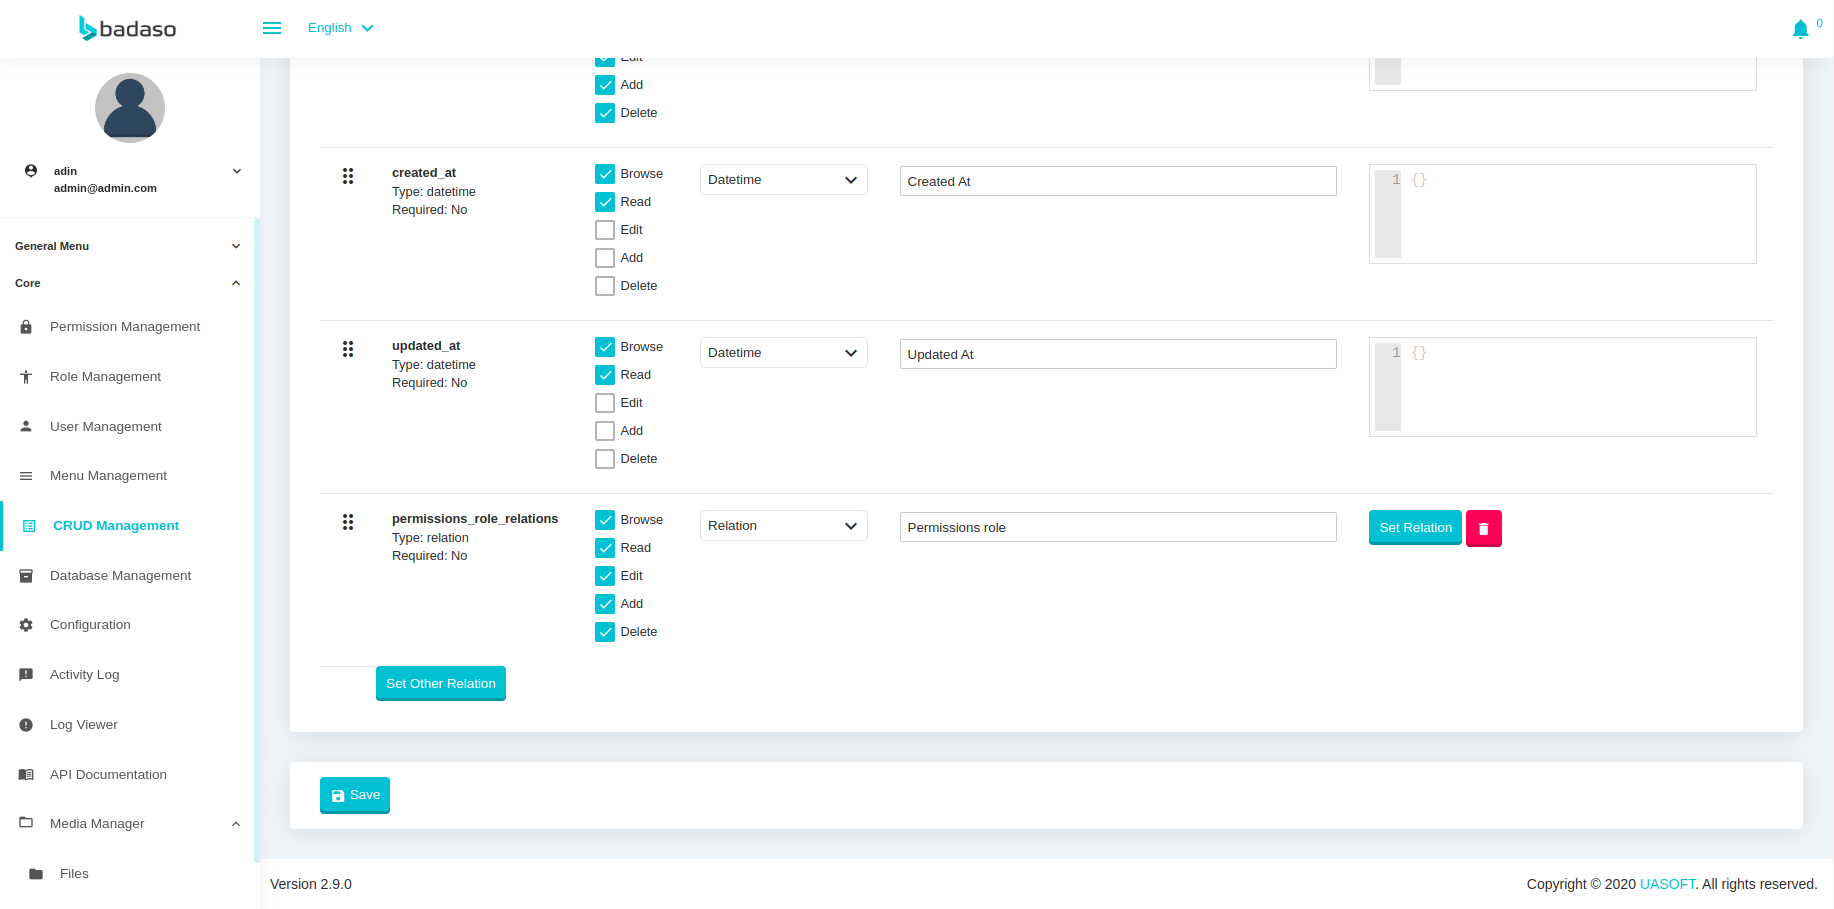 badaso
English
0
adin
admin@admin.com
General Menu
Core
Permission Management
Role Management
User Management
Menu Management
CRUD Management
Database Management
Configuration
Activity Log
Log Viewer
API Documentation
Media Manager
Files
Edit
Add
Delete
created_at
Type: datetime
Required: No
Browse
Read
Edit
Add
Delete
Datetime
Created At
1 {}
updated_at
Type: datetime
Required: No
Browse
Read
Edit
Add
Delete
Datetime
Updated At
1 {}
permissions_role_relations
Type: relation
Required: No
Browse
Read
Edit
Add
Delete
Relation
Permissions role
Set Relation
Set Other Relation
Save
Version 2.9.0
Copyright © 2020 UASOFT. All rights reserved.